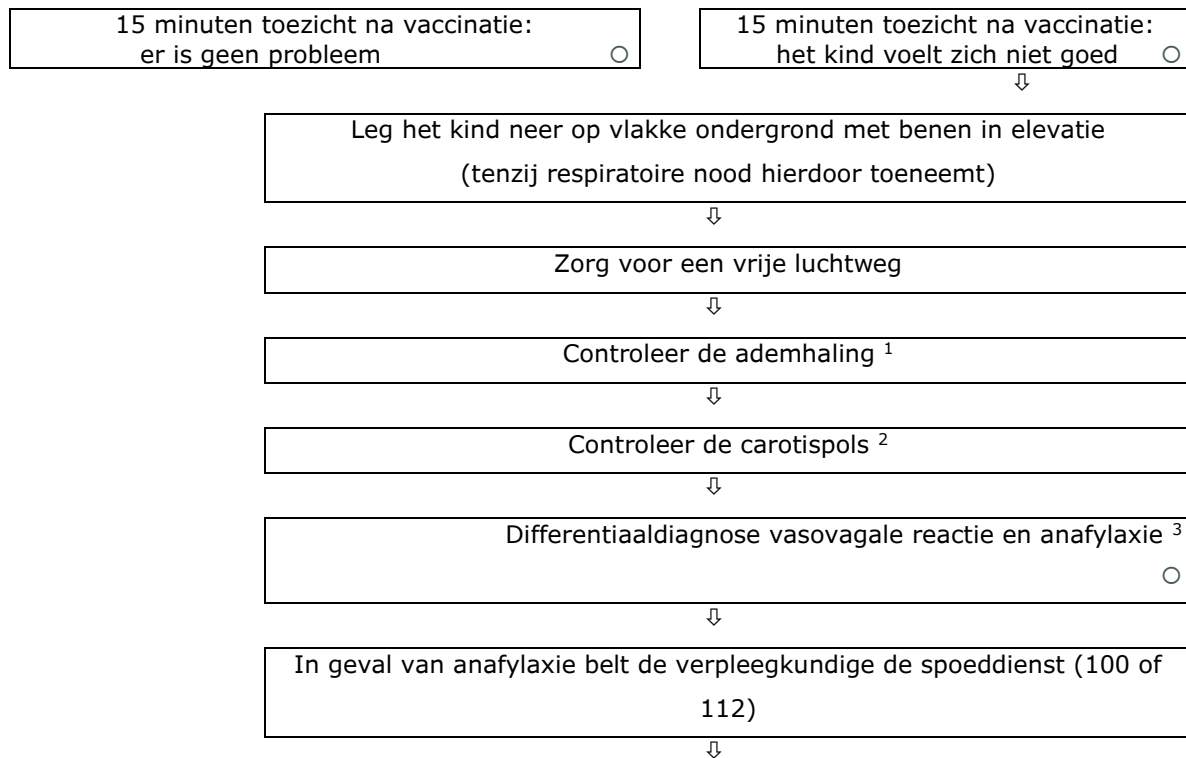 15 minuten toezicht na vaccinatie:
er is geen probleem ○
15 minuten toezicht na vaccinatie:
het kind voelt zich niet goed ○
⇩
Leg het kind neer op vlakke ondergrond met benen in elevatie
(tenzij respiratoire nood hierdoor toeneemt)
⇩
Zorg voor een vrije luchtweg
⇩
Controleer de ademhaling ¹
⇩
Controleer de carotispols ²
⇩
Differentiaaldiagnose vasovagale reactie en anafylaxie ³
○
⇩
In geval van anafylaxie belt de verpleegkundige de spoeddienst (100 of
112)
⇩